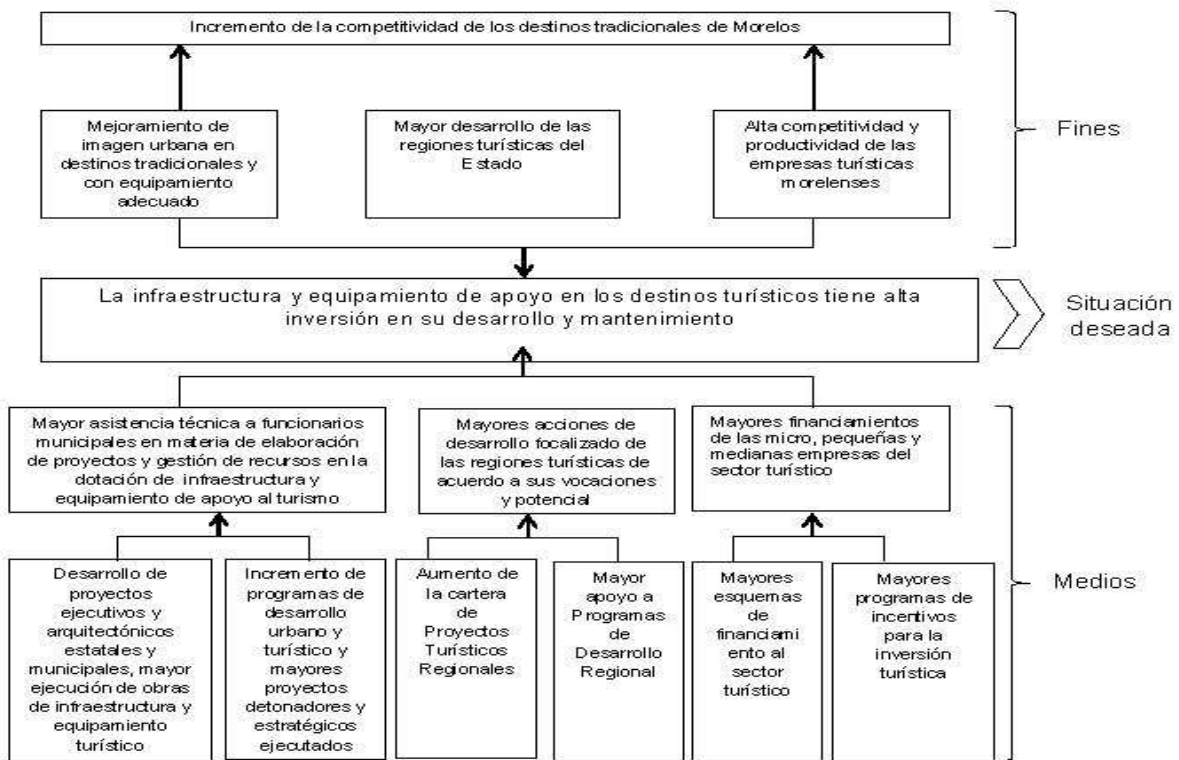 Incremento de la competitividad de los destinos tradicionales de Morelos
Mejoramiento de
imagen urbana en
destinos tradicionales y
con equipamiento
adecuado
Mayor desarrollo de las
regiones turísticas del
Estado
Alta competitividad y
productividad de las
empresas turísticas
morelenses
Fines
La infraestructura y equipamiento de apoyo en los destinos turísticos tiene alta
inversión en su desarrollo y mantenimiento
Situación
deseada
Mayor asistencia técnica a funcionarios
municipales en materia de elaboración
de proyectos y gestión de recursos en la
dotación de infraestructura y
equipamiento de apoyo al turismo
Mayores acciones de
desarrollo focalizado de
las regiones turísticas de
acuerdo a sus vocaciones
y potencial
Mayores financiamientos
de las micro, pequeñas y
medianas empresas del
sector turístico
Desarrollo de
proyectos
ejecutivos y
arquitectónicos
estatales y
municipales, mayor
ejecución de obras
de infraestructura y
equipamiento
turístico
Incremento de
programas de
desarrollo
urbano y
turístico y
mayores
proyectos
detonadores y
estratégicos
ejecutados
Aumento de
la cartera
de
Proyectos
Turísticos
Regionales
Mayor
apoyo a
Programas
de
Desarrollo
Regional
Mayores
esquemas
de
financiami
ento al
sector
turístico
Mayores
programas de
incentivos
para la
inversión
turística
Medios